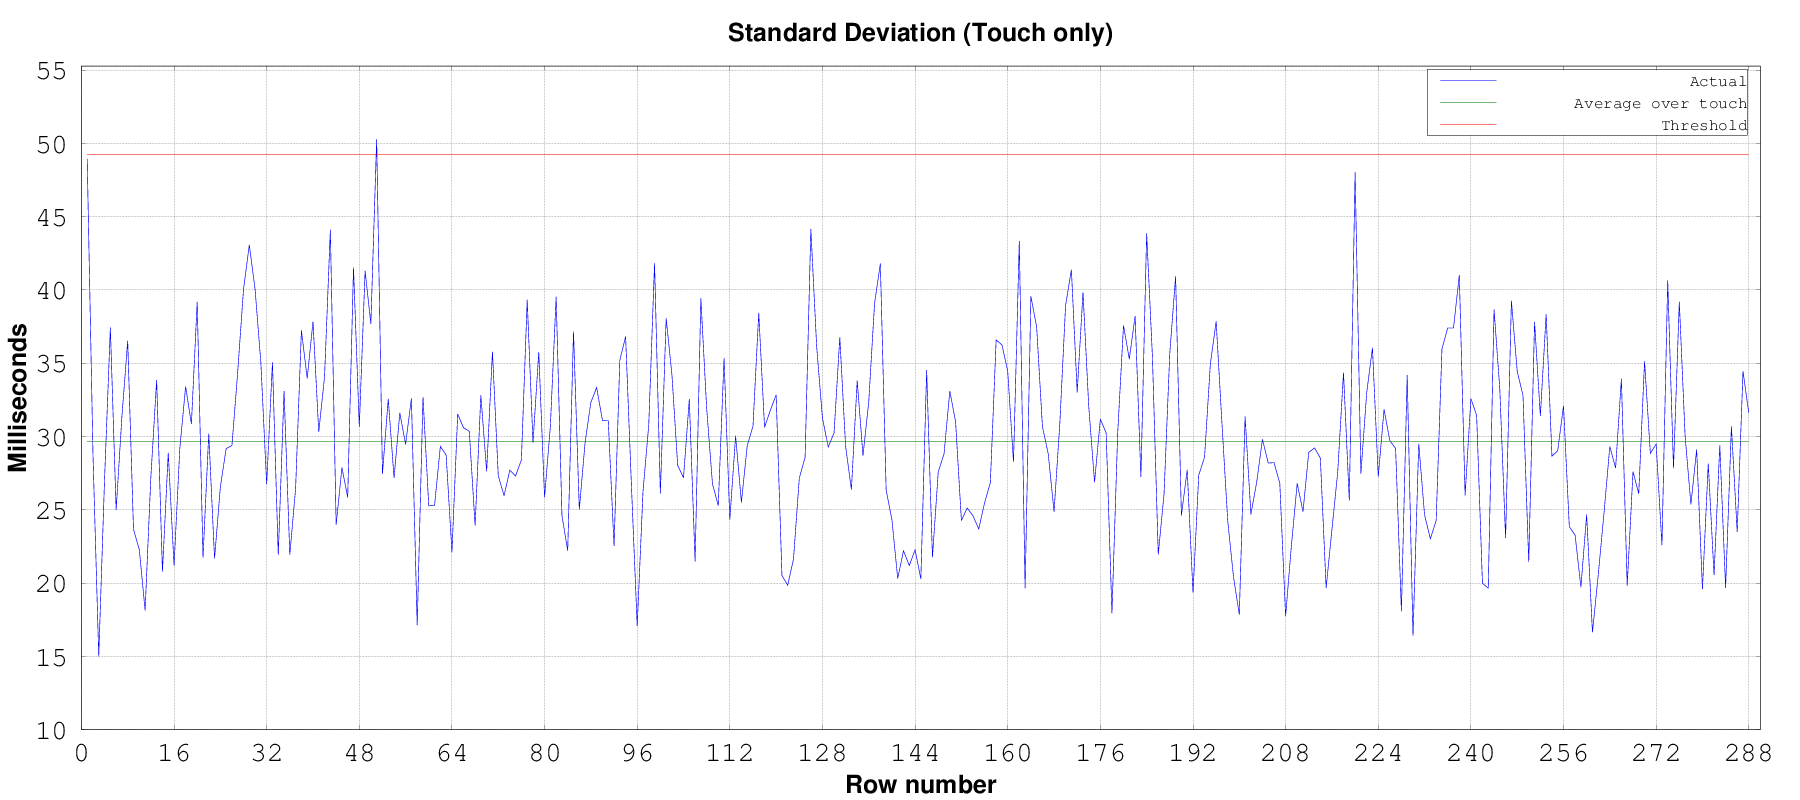 Standard Deviation (Touch only)
55
50
45
40
35
30
25
20
15
10
Milliseconds
Actual
Average over touch
Threshold
0 16 32 48 64 80 96 112 128 144 160 176 192 208 224 240 256 272 288
Row number